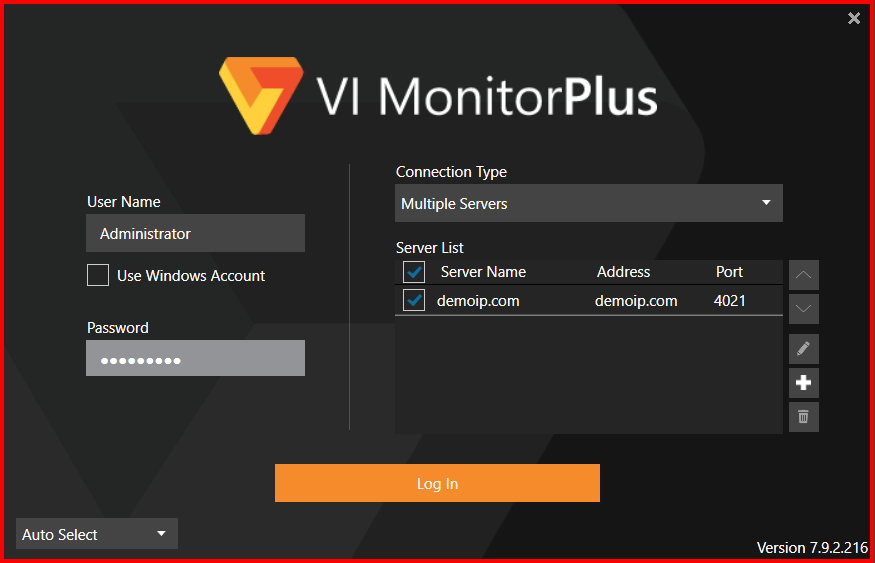 VI MonitorPlus
User Name
Administrator
Use Windows Account
Password
Connection Type
Multiple Servers
Server List
Server Name Address Port
demoip.com demoip.com 4021
Log In
Auto Select
Version 7.9.2.216